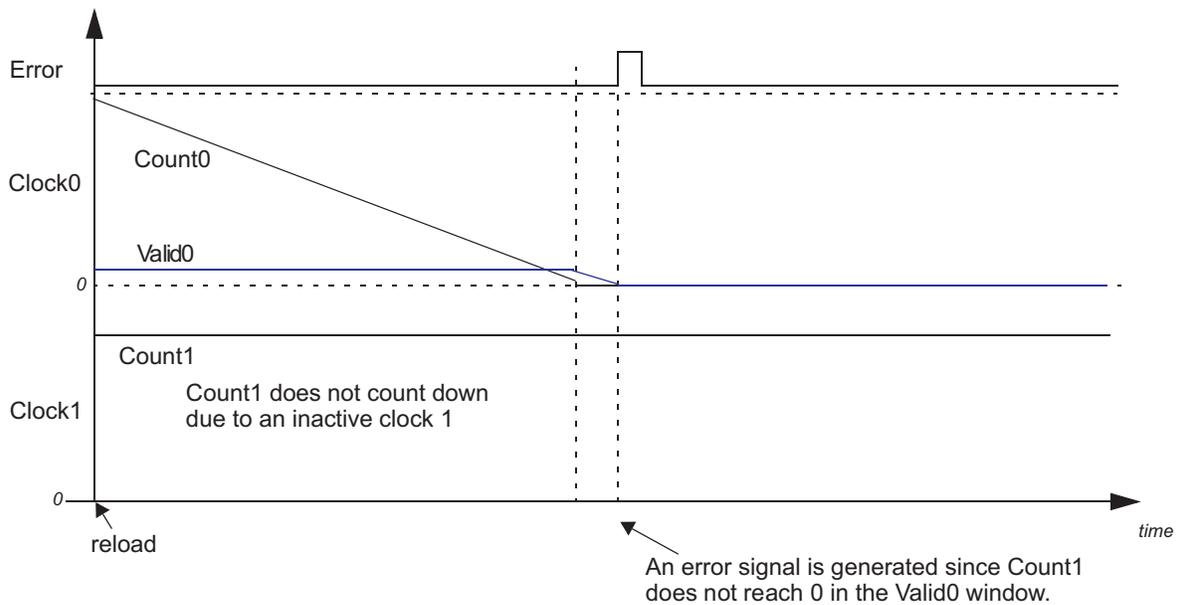 Error
Count0
Clock0
Valid0
0
Count1
Count1 does not count down
due to an inactive clock 1
Clock1
0
time
reload
An error signal is generated since Count1
does not reach 0 in the Valid0 window.